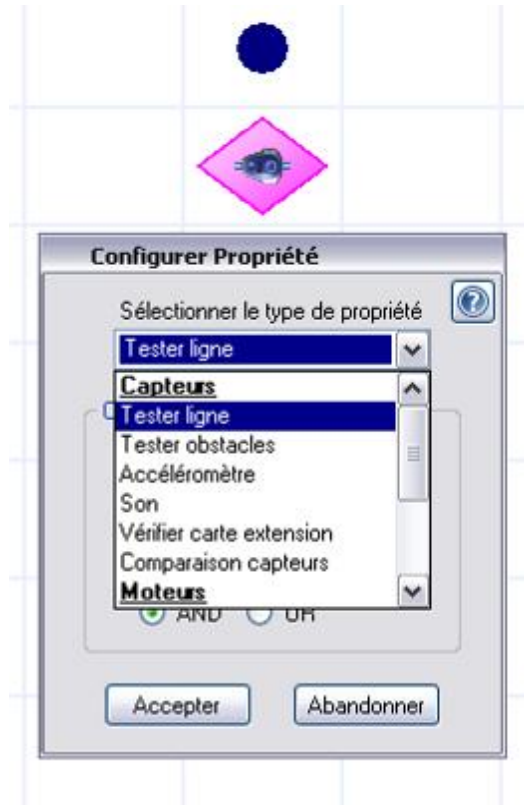 Configurer Propriété
Sélectionner le type de propriété
Tester ligne
Capteurs
Tester ligne
Tester obstacles
Accéléromètre
Son
Vérifier carte extension
Comparaison capteurs
Moteurs
AND OR
Accepter Abandonner